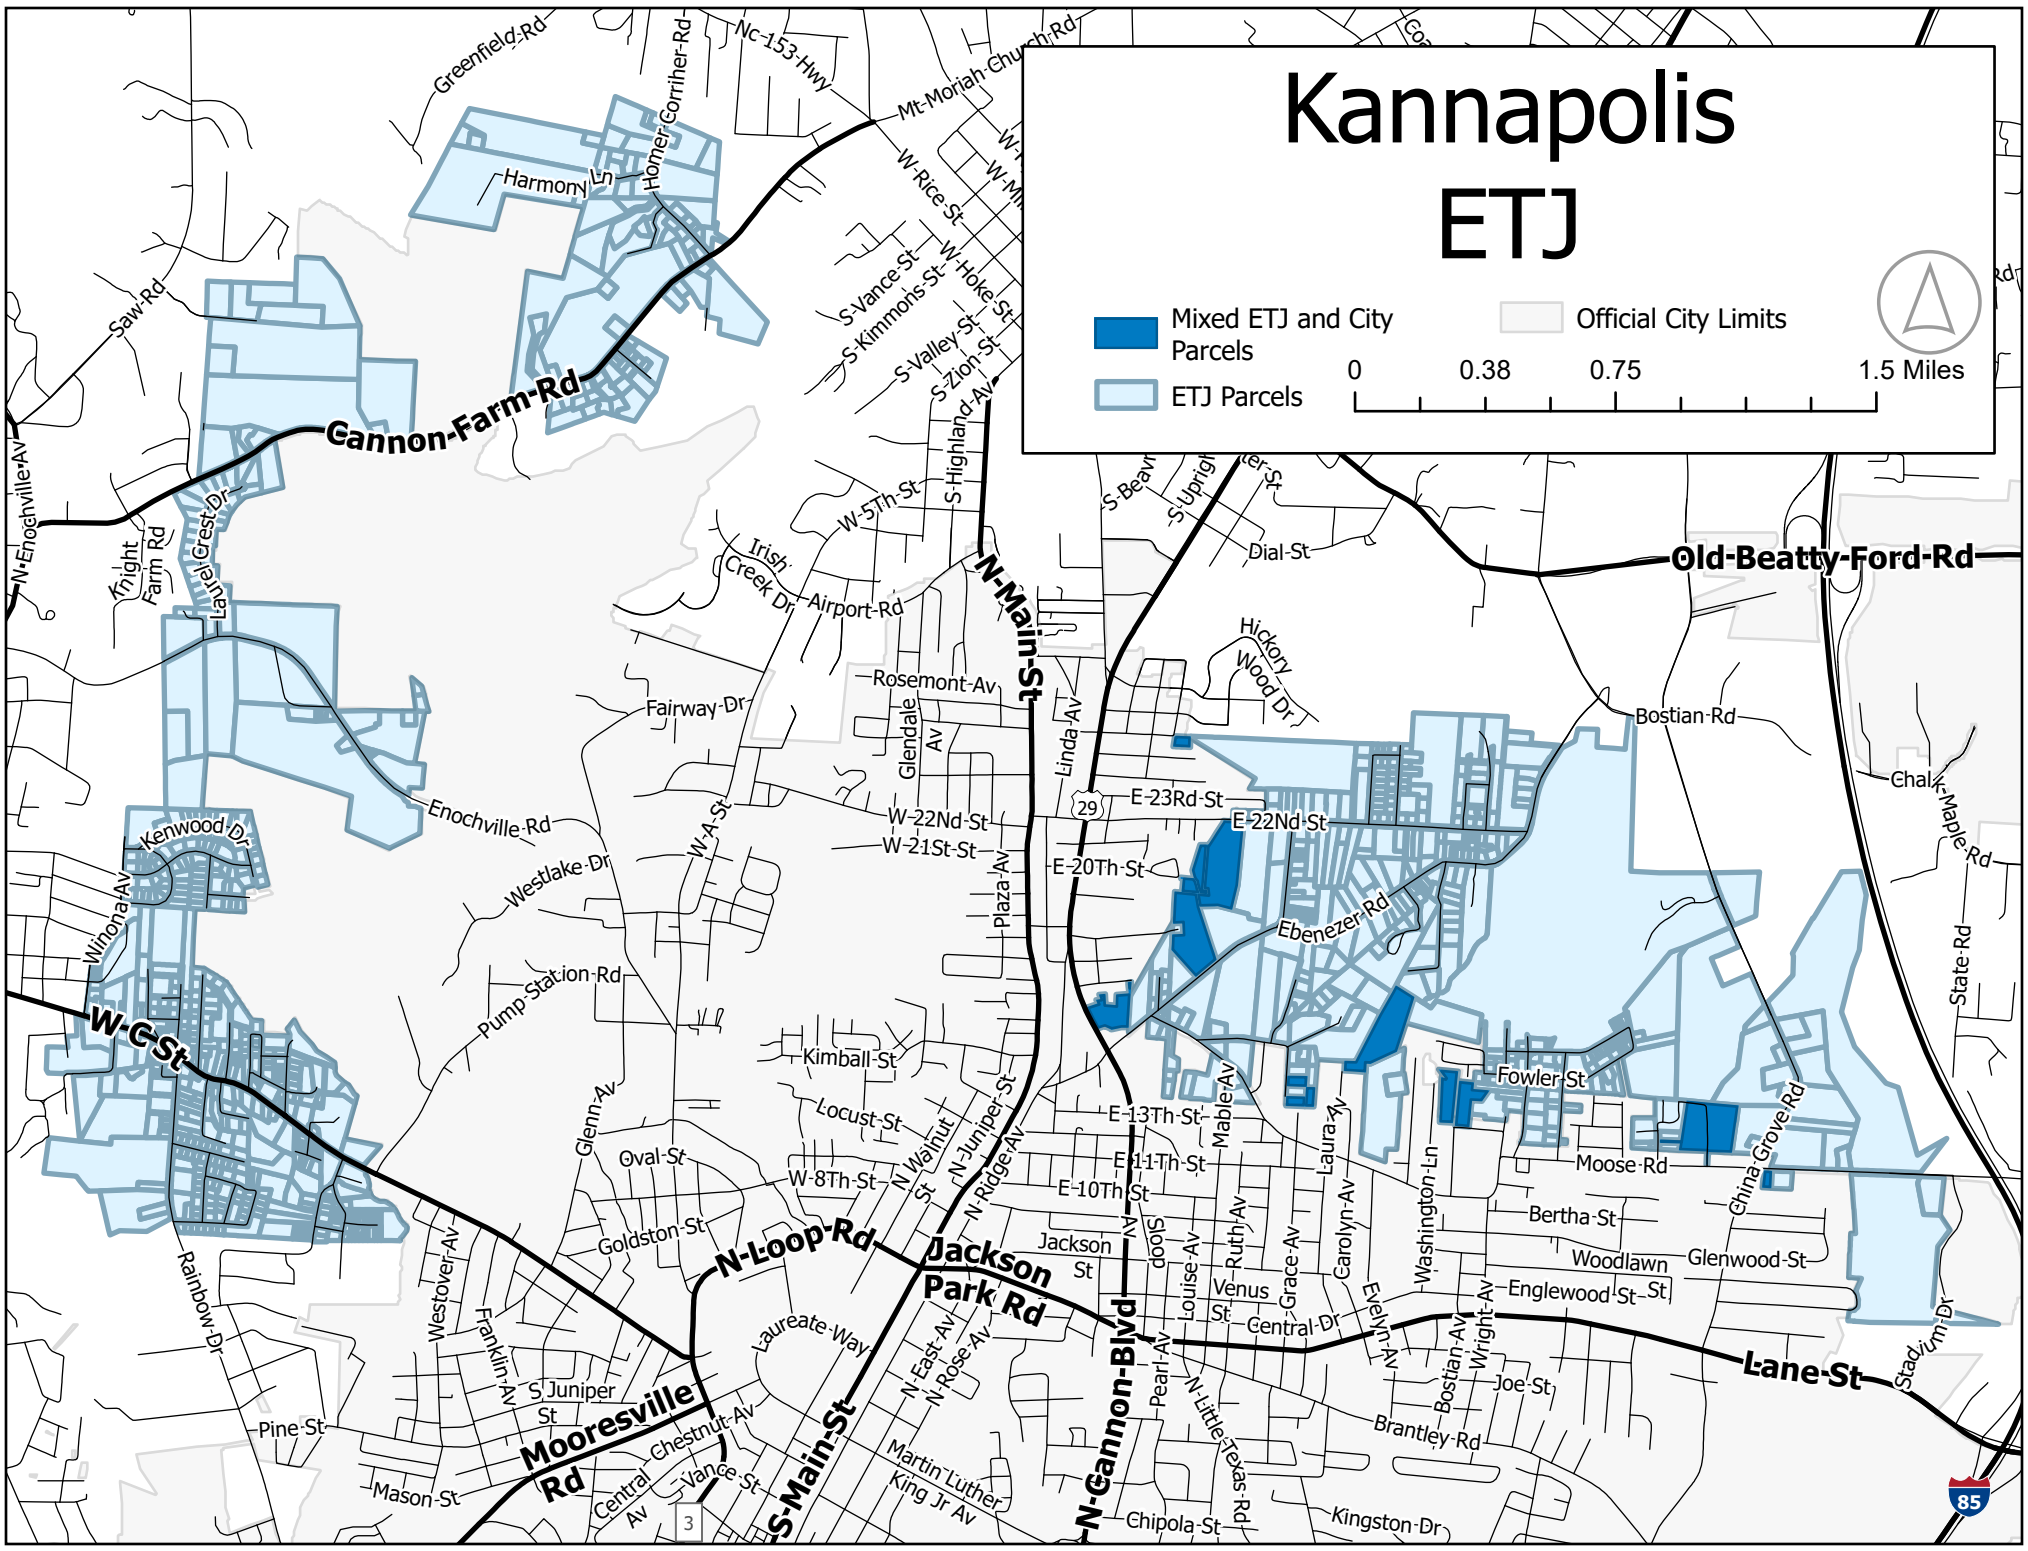 Kannapolis
ETJ
Mixed ETJ and City
Parcels
ETJ Parcels
Official City Limits
0
0.38
0.75
1.5 Miles
Greenfield Rd
Homer Corriher Rd
Nc 153 Hwy
Mt Moriah Church Rd
Harmony Ln
W Rice St
W Hoke St
S Vance St
S Kimmons St
S Valley St
S Zion St
S Highland Av
Saw Rd
Cannon Farm Rd
N Enochville Av
Knight
Farm Rd
Laurel Crest Dr
W 5Th St
Irish
Creek Dr
Airport Rd
N Main St
Dial St
Old Beatty Ford Rd
Hickory
Wood Dr
Rosemont Av
Glendale
Av
Fairway Dr
Linda Av
Bostian Rd
Chalk Maple Rd
Enochville Rd
Kenwood Dr
W A St
W 22Nd St
W 21St St
29
E 23Rd St
E 22Nd St
E 20Th St
Plaza Av
Westlake Dr
Winona Av
Ebenezer Rd
State Rd
Pump Station Rd
W C St
Kimball St
Locust St
Glenn Av
Oval St
W 8Th St
N Walnut
St
N Juniper St
N Ridge Av
E 13Th St
E 11Th St
E 10Th St
Mable Av
Laura Av
Fowler St
Moose Rd
China Grove Rd
Washington Ln
Carolyn Av
Bertha St
Woodlawn
St
Glenwood St
Englewood St
Goldston St
N Loop Rd
Jackson
Park Rd
Jackson
St
Sloop
Av
Louise Av
Ruth Av
Grace Av
Venus
St
Central Dr
Evelyn Av
Bostian Av
Wright Av
Lane St
Stadium Dr
Rainbow Dr
Westover Av
Franklin Av
S Juniper
St
Laureate Way
N East Av
N Rose Av
N Cannon Blvd
Pearl Av
N Little Texas Rd
Joe St
Brantley Rd
Pine St
Mason St
Mooresville
Rd
Chestnut Av
Central
Av
Vance St
3
S Main St
Martin Luther
King Jr Av
Chipola St
Kingston Dr
85